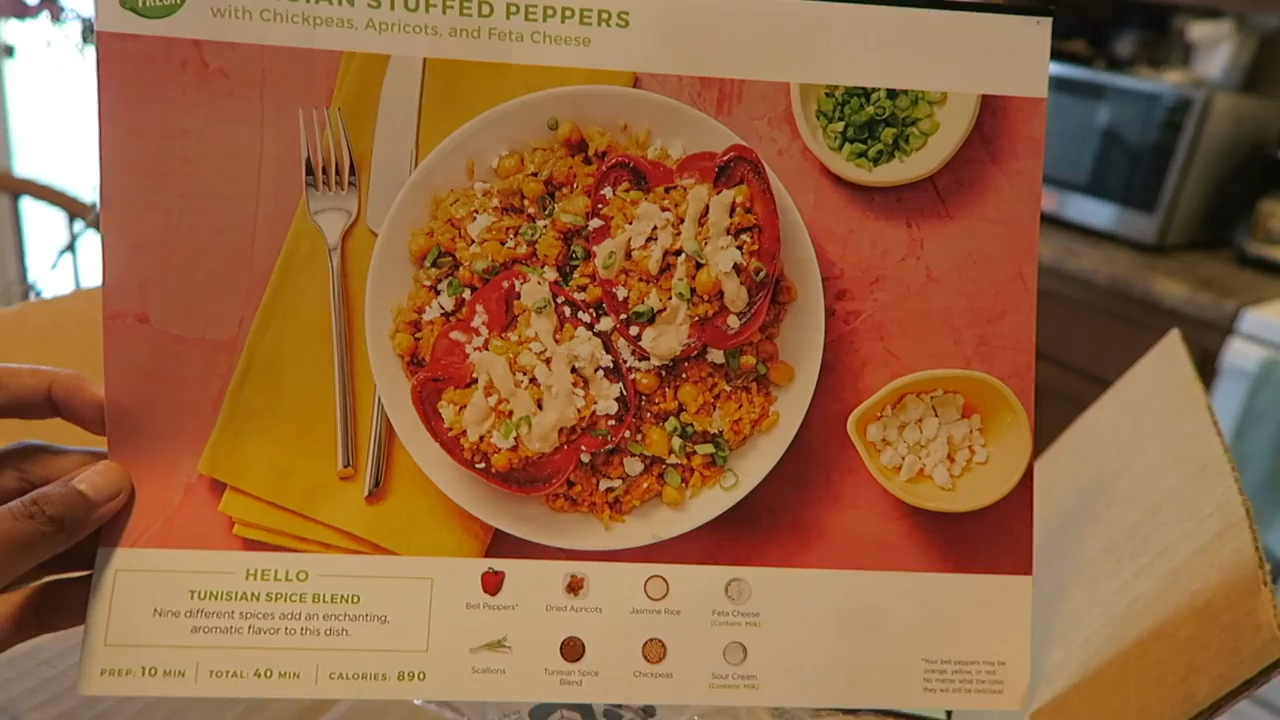 FRESH
STUFFED PEPPERS
with Chickpeas, Apricots, and Feta Cheese
HELLO
TUNISIAN SPICE BLEND
Nine different spices add an enchanting,
aromatic flavor to this dish.
PREP: 10 MIN
TOTAL: 40 MIN
CALORIES: 890
Bell Peppers*
Dried Apricots
Jasmine Rice
Feta Cheese
(Contains Milk)
Scallions
Tunisian Spice
Blend
Chickpeas
Sour Cream
(Contains Milk)
*Your bell peppers may be
orange, yellow, or red.
No matter what the color,
they will still be delicious!